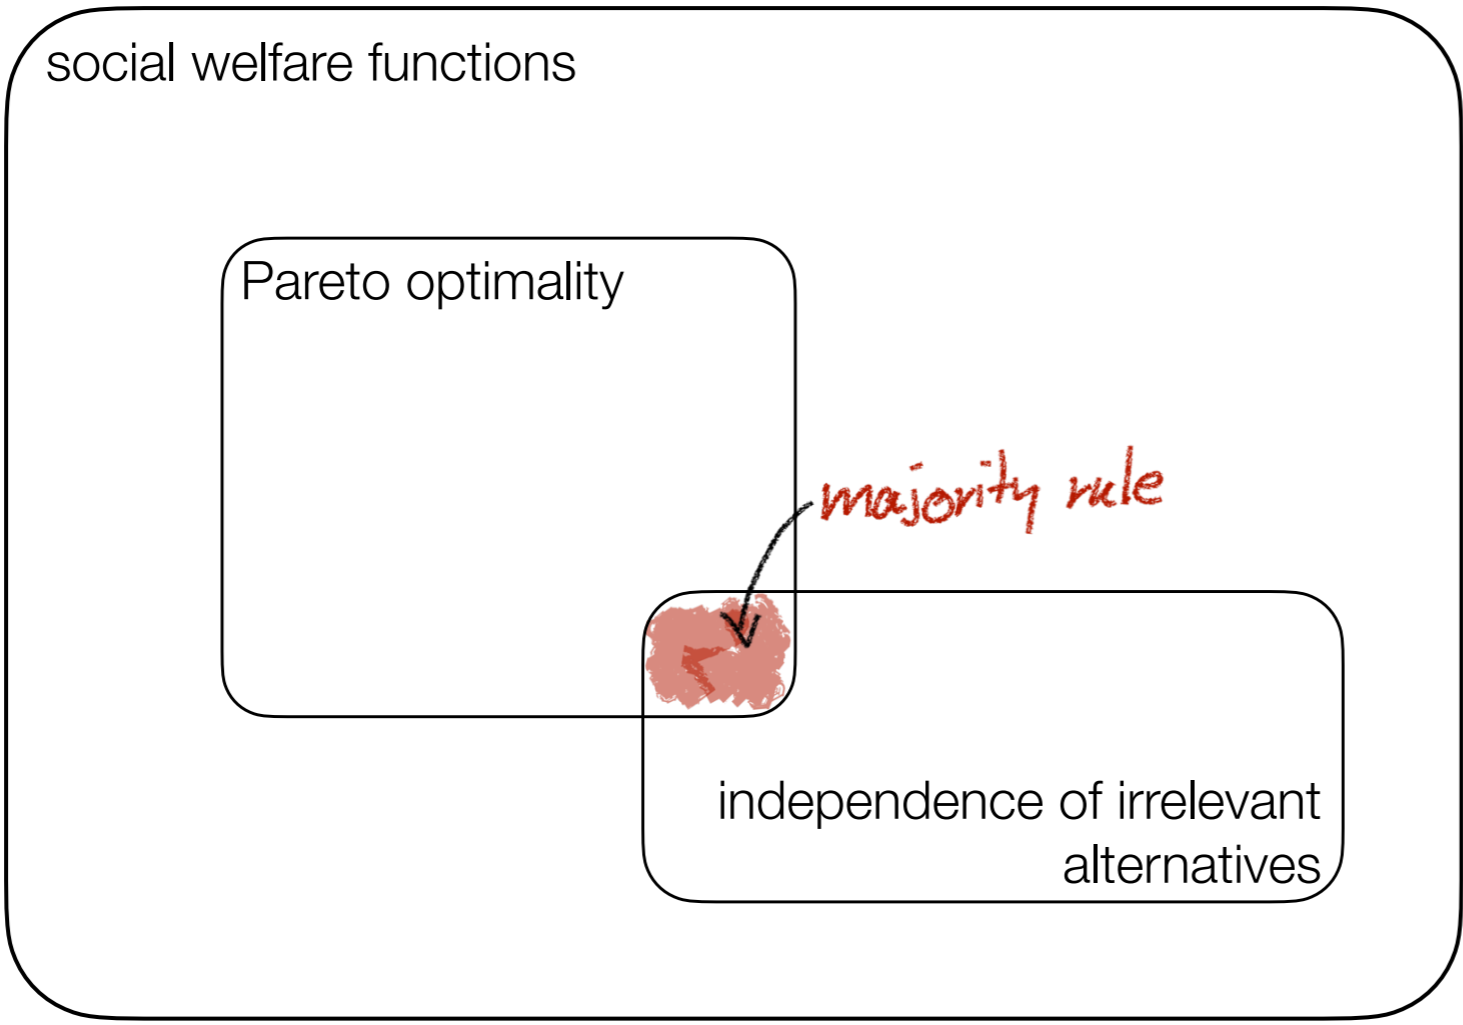 social welfare functions
Pareto optimality
majority rule
independence of irrelevant
alternatives